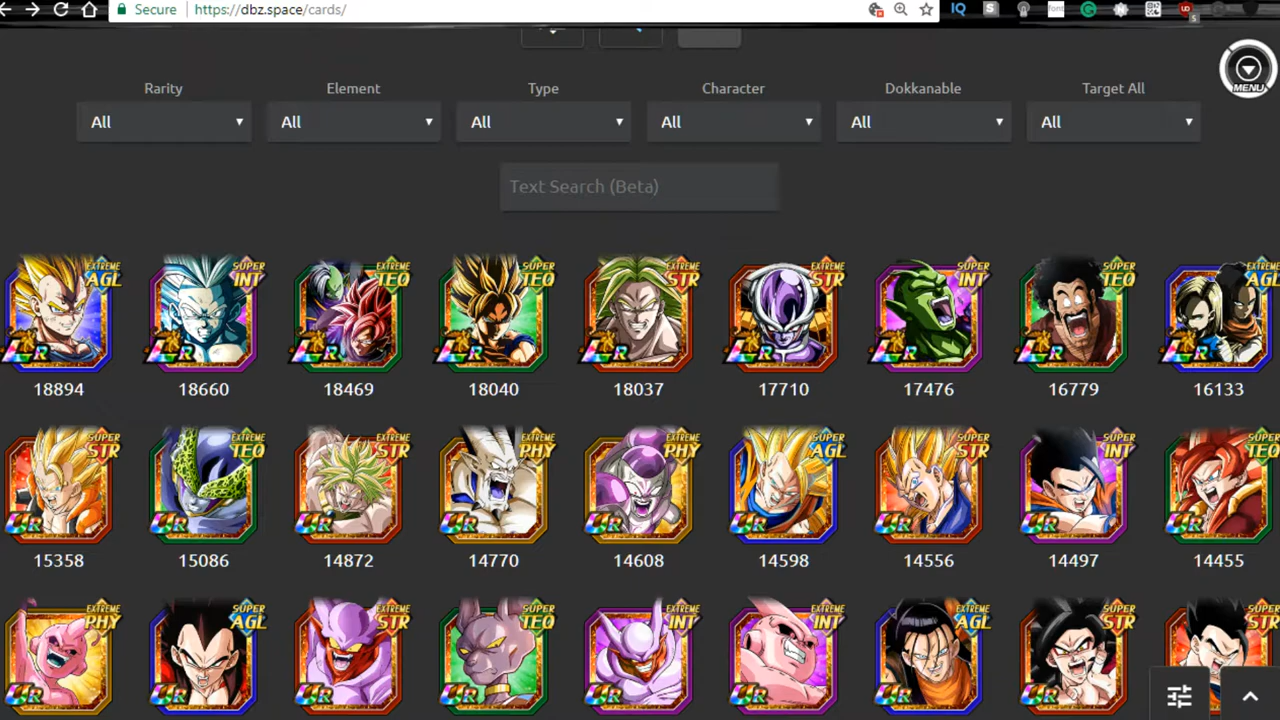 Secure https://dbz.space/cards/
MENU
Rarity Element Type Character Dokkanable Target All
All All All All All All
Text Search (Beta)
EXTREME AGL SUPER INT EXTREME TEQ SUPER TEQ EXTREME STR EXTREME STR SUPER INT EXTREME TEQ EXTREME AGL
LR LR LR LR LR LR LR LR LR
18894 18660 18469 18040 18037 17710 17476 16779 16133
SUPER STR EXTREME TEQ EXTREME STR EXTREME PHY EXTREME PHY SUPER AGL SUPER STR SUPER INT SUPER TEQ
UR UR UR UR UR UR UR UR UR
15358 15086 14872 14770 14608 14598 14556 14497 14455
EXTREME PHY SUPER AGL EXTREME STR SUPER TEQ EXTREME INT EXTREME INT EXTREME AGL SUPER STR SUPER STR
UR UR UR UR UR UR UR UR